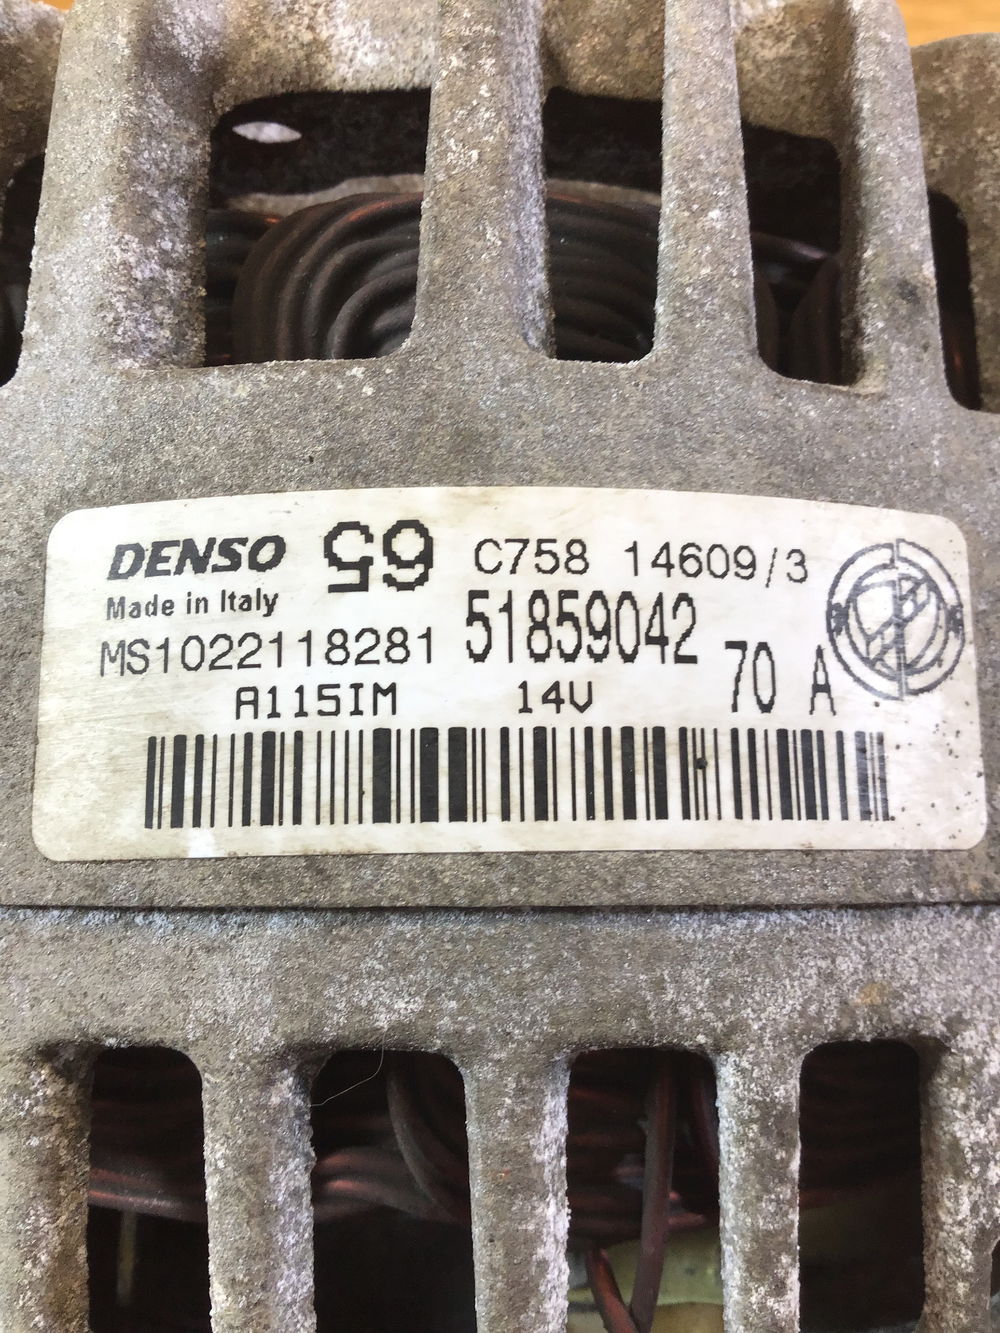 DENSO 65 C758 14609/3
Made in Italy
MS1022118281 51859042
A115IM 14V 70 A